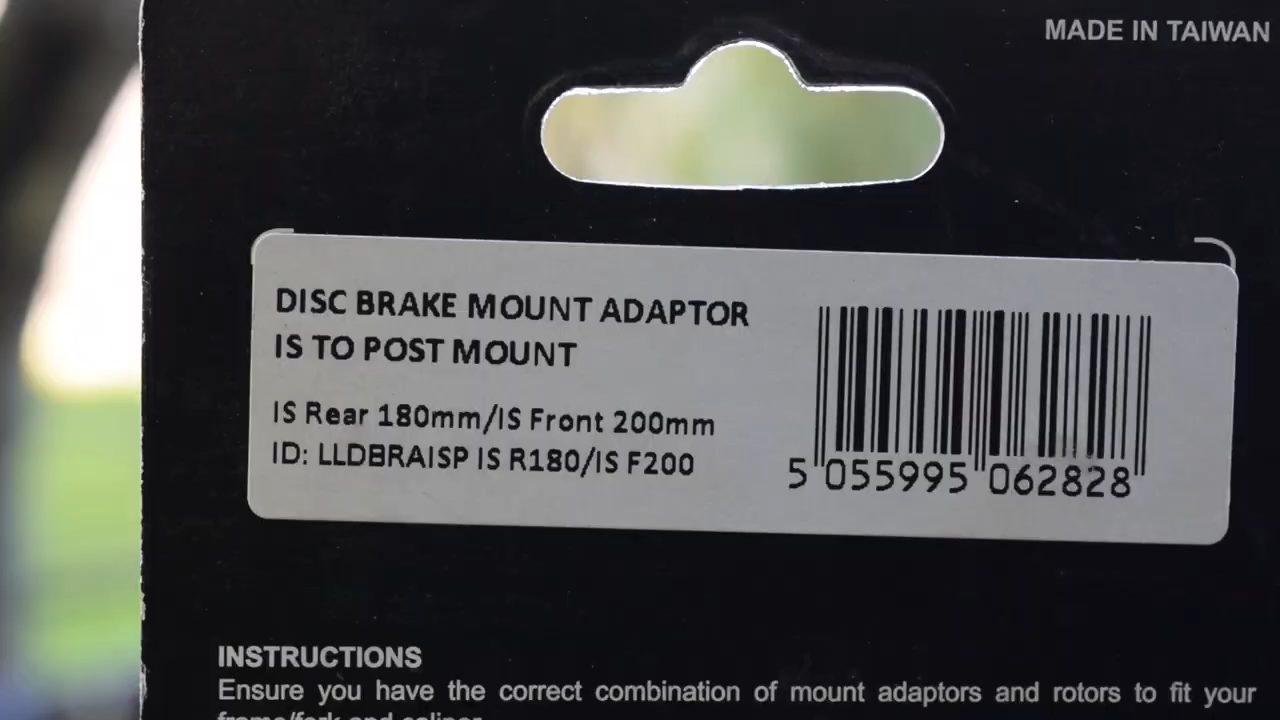 MADE IN TAIWAN
DISC BRAKE MOUNT ADAPTOR
IS TO POST MOUNT
IS Rear 180mm/IS Front 200mm
ID: LLDBRAISP IS R180/IS F200
5 055995 062828
INSTRUCTIONS
Ensure you have the correct combination of mount adaptors and rotors to fit your
frame/fork and caliper